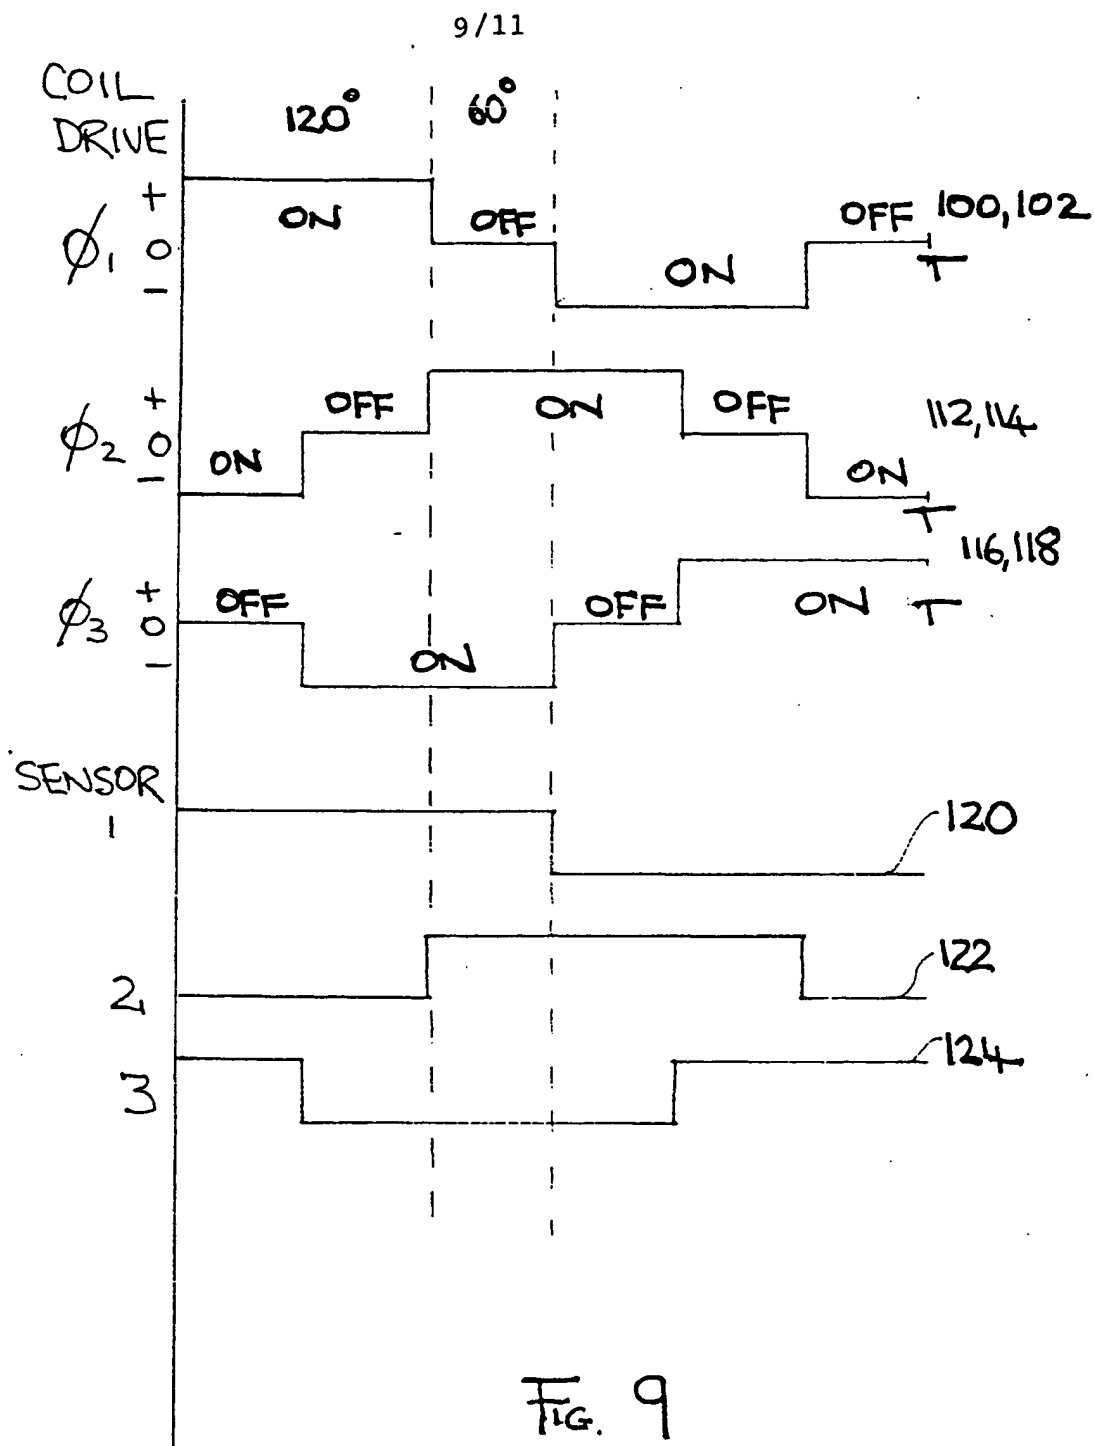 9/11
COIL
DRIVE
120° 60°
+
ON OFF OFF 100,102
ϕ1 0
ON T
−
+
OFF ON OFF 112,114
ϕ2 0
ON ON
−
T
116,118
+
OFF OFF ON T
ϕ3 0
−
ON
SENSOR
1
120
2
122
3
124
FIG. 9